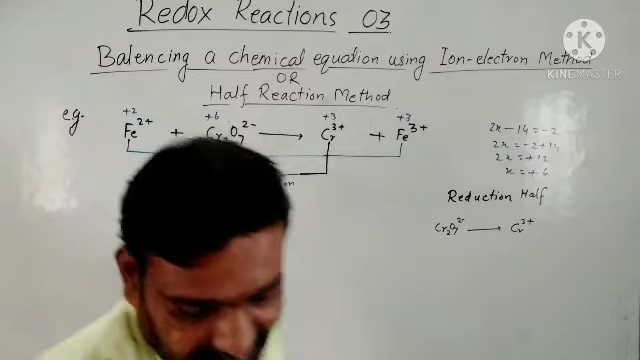 Redox Reactions 03
KINEMASTER
Balencing a chemical equation using Ion-electron Method
OR
Half Reaction Method
e.g.
+2 +6 +3 +3
Fe²⁺ + Cr₂O₇²⁻ ⟶ Cr³⁺ + Fe³⁺
on
2x - 14 = -2
2x = -2 + 14
2x = +12
x = + 6
Reduction Half
Cr₂O₇²⁻ ⟶ Cr³⁺